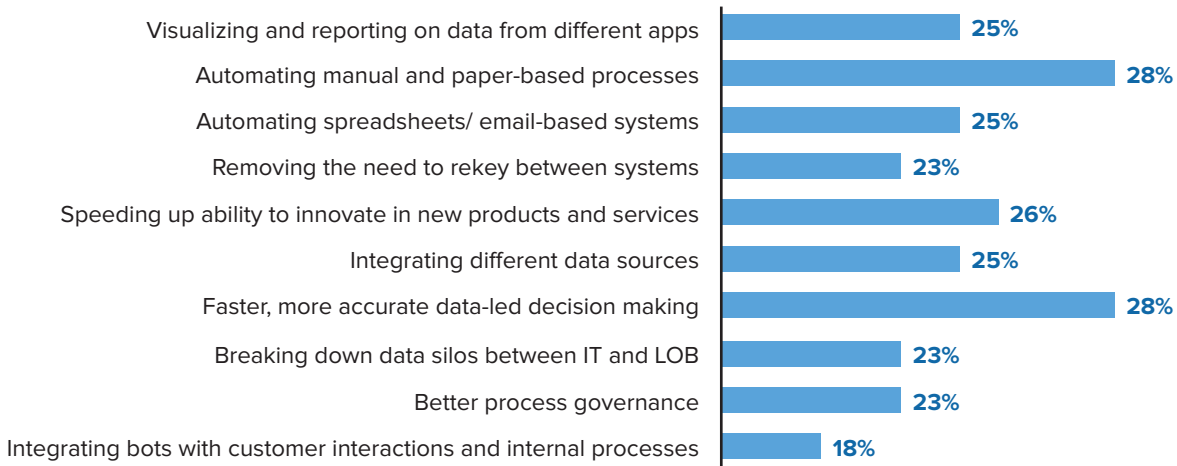 Visualizing and reporting on data from different apps 25%
Automating manual and paper-based processes 28%
Automating spreadsheets/ email-based systems 25%
Removing the need to rekey between systems 23%
Speeding up ability to innovate in new products and services 26%
Integrating different data sources 25%
Faster, more accurate data-led decision making 28%
Breaking down data silos between IT and LOB 23%
Better process governance 23%
Integrating bots with customer interactions and internal processes 18%